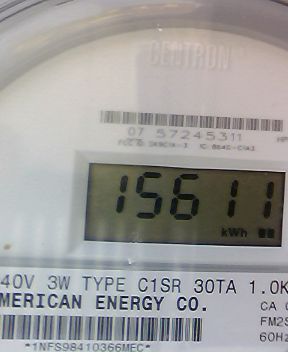 CENTRON
07 57245311
15611
kWh
40V 3W TYPE C1SR 30TA 1.0K
MERICAN ENERGY CO.
CA
FM2S
60Hz
*1NFS98410366MEC*